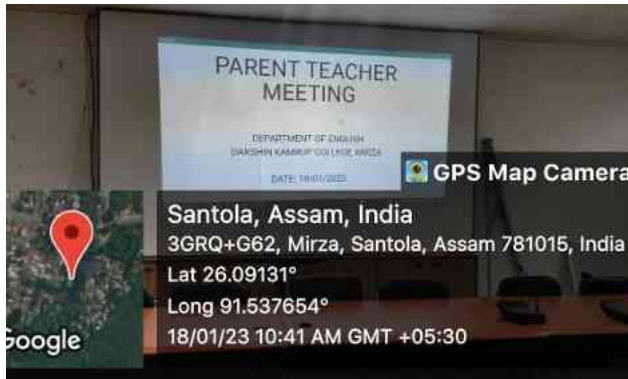 PARENT TEACHER
MEETING
DEPARTMENT OF ENGLISH
DAKSHIN KAMRUP COLLEGE, MIRZA
DATE: 18/01/2023
GPS Map Camera
Santola, Assam, India
3GRQ+G62, Mirza, Santola, Assam 781015, India
Lat 26.09131°
Long 91.537654°
18/01/23 10:41 AM GMT +05:30
Google